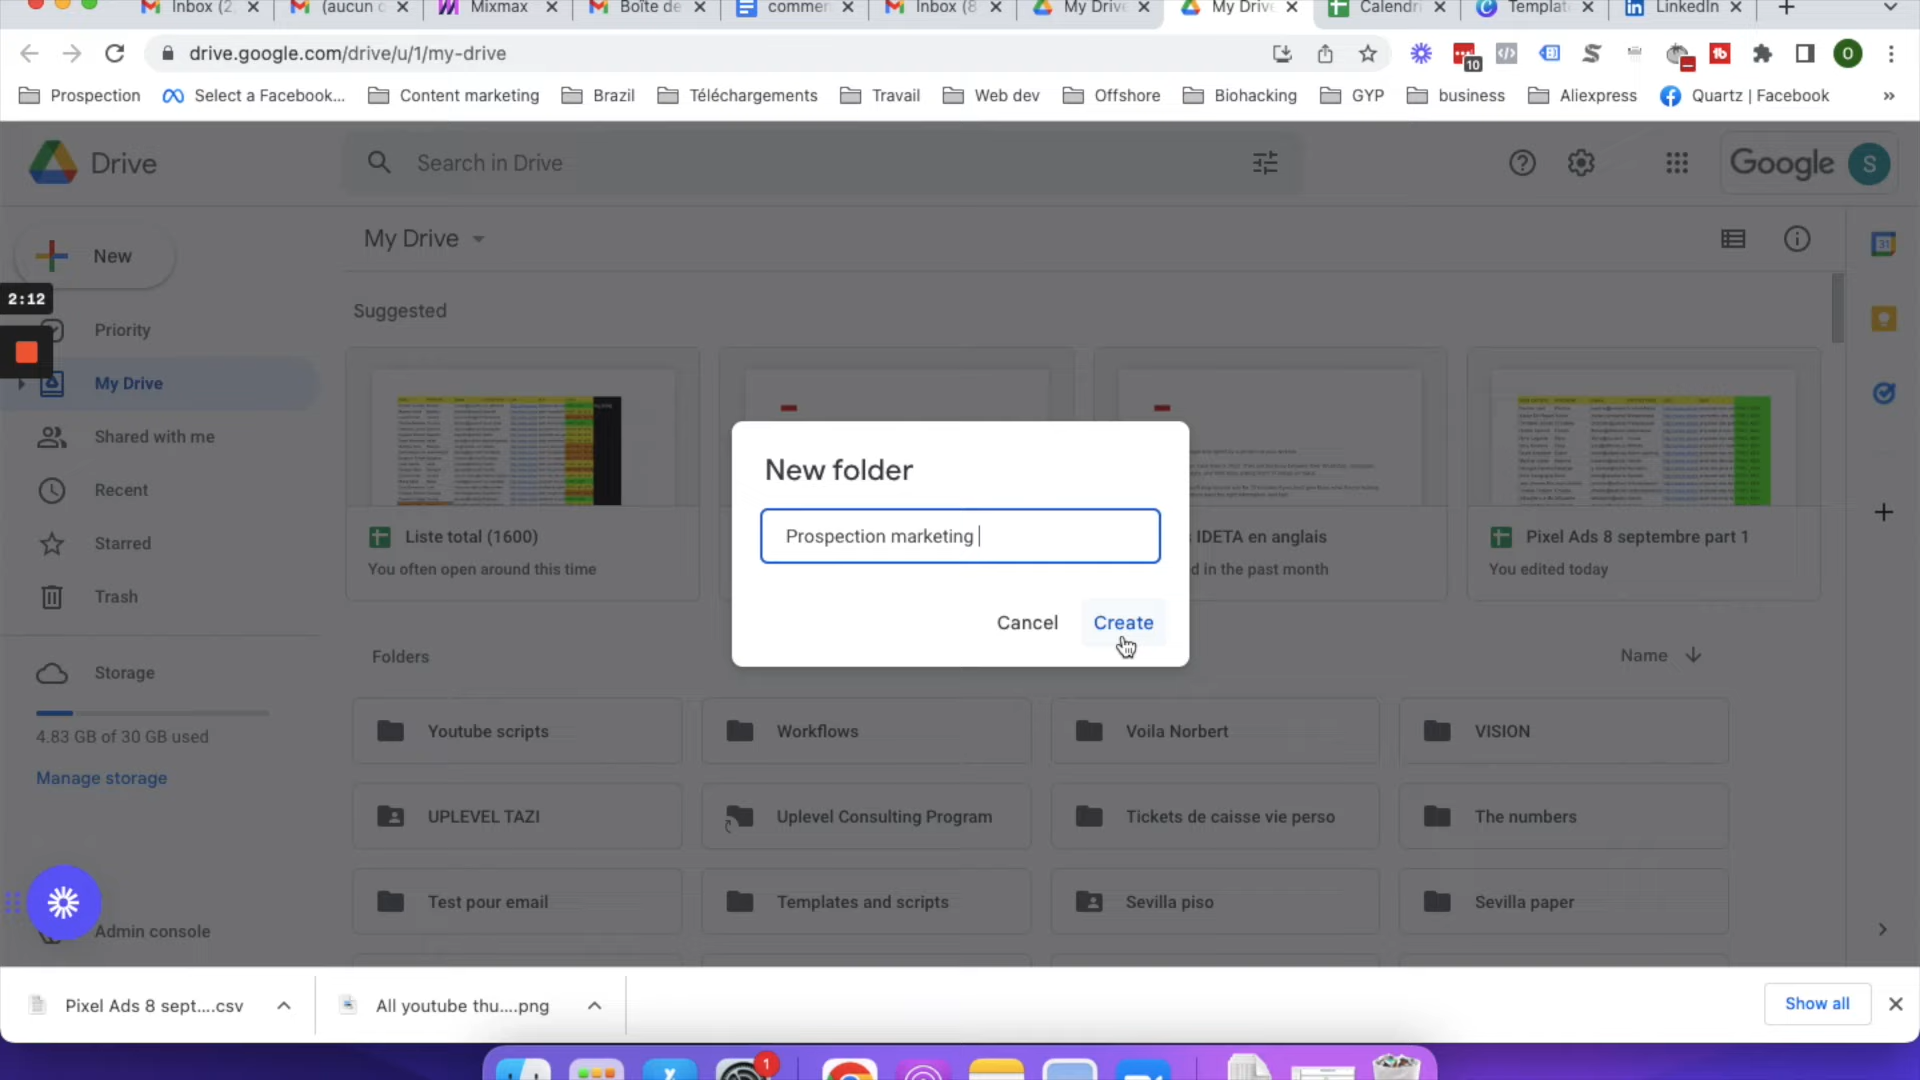 Inbox (2,
(aucun o
Mixmax
Boîte de
commen
Inbox (8
My Drive
My Drive
Calendri
Templat
LinkedIn
drive.google.com/drive/u/1/my-drive
10
O
Prospection
Select a Facebook...
Content marketing
Brazil
Téléchargements
Travail
Web dev
Offshore
Biohacking
GYP
business
Aliexpress
Quartz | Facebook
Drive
Search in Drive
Google
S
New
My Drive
31
2:12
Suggested
Priority
My Drive
Shared with me
Recent
Starred
Trash
Liste total (1600)
You often open around this time
IDETA en anglais
d in the past month
Pixel Ads 8 septembre part 1
You edited today
New folder
Prospection marketing
Cancel
Create
Folders
Name
Storage
4.83 GB of 30 GB used
Manage storage
Youtube scripts
Workflows
Voila Norbert
VISION
UPLEVEL TAZI
Uplevel Consulting Program
Tickets de caisse vie perso
The numbers
Test pour email
Templates and scripts
Sevilla piso
Sevilla paper
Admin console
Pixel Ads 8 sept....csv
All youtube thu....png
Show all
1